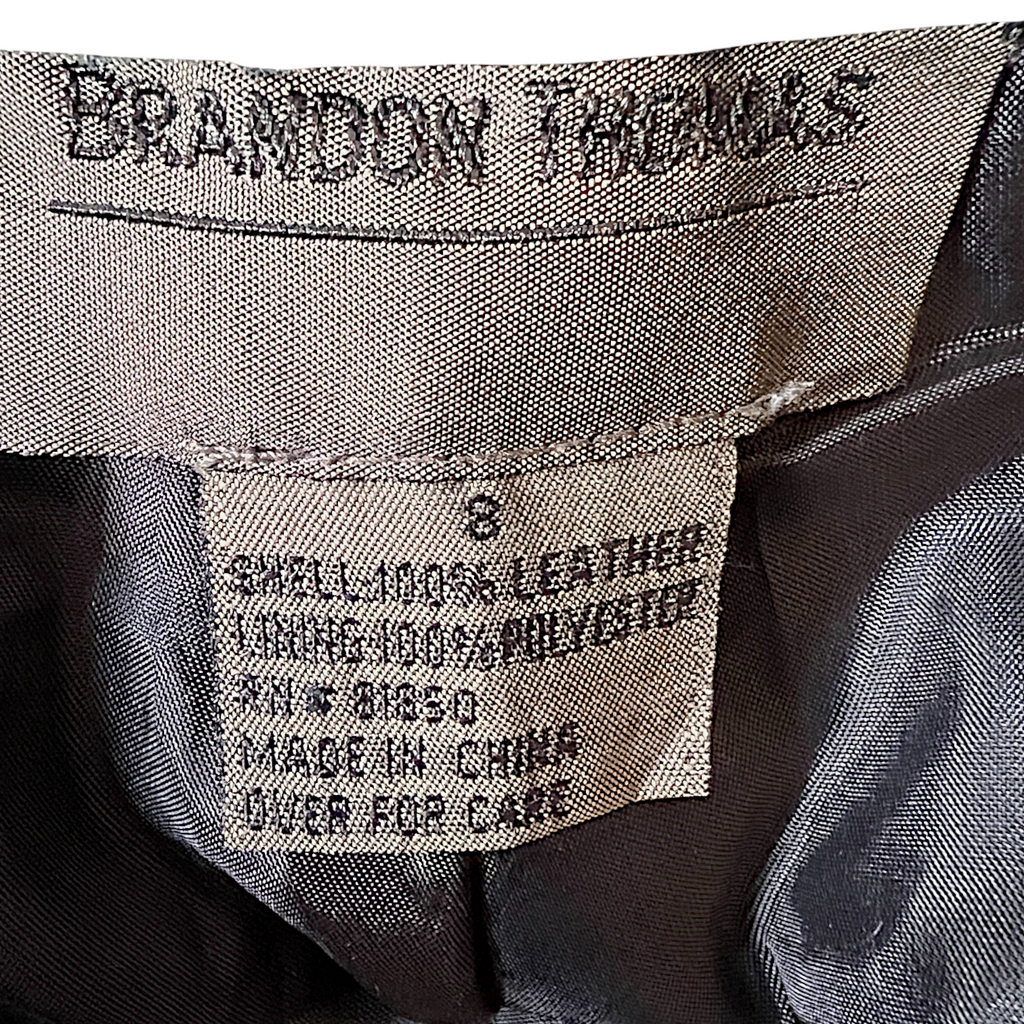 BRANDON THOMAS
8
SHELL:100% LEATHER
LINING:100% POLYESTER
RN # 81850
MADE IN CHINA
OVER FOR CARE